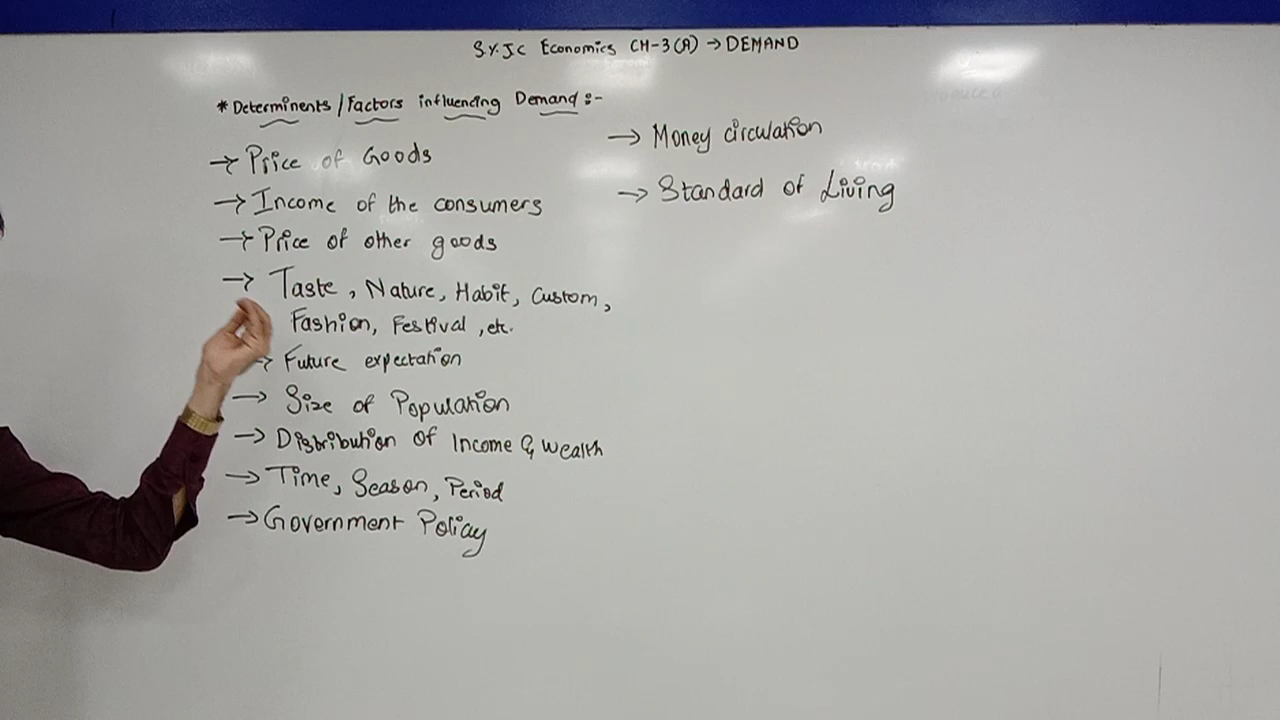 S.Y.JC Economics CH-3(A) → DEMAND
* Determinents / Factors influencing Demand :-
→ Price of Goods
→ Income of the consumers
→ Price of other goods
→ Taste, Nature, Habit, Custom,
Fashion, Festival, etc.
→ Future expectation
→ Size of Population
→ Distribution of Income & wealth
→ Time, Season, Period
→ Government Policy
→ Money circulation
→ Standard of Living